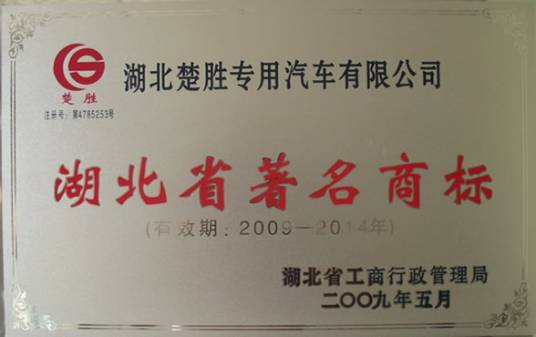 楚胜
注册号：第4785253号
湖北楚胜专用汽车有限公司
湖北省著名商标
(有效期：2009－2014年)
湖北省工商行政管理局
二〇〇九年五月